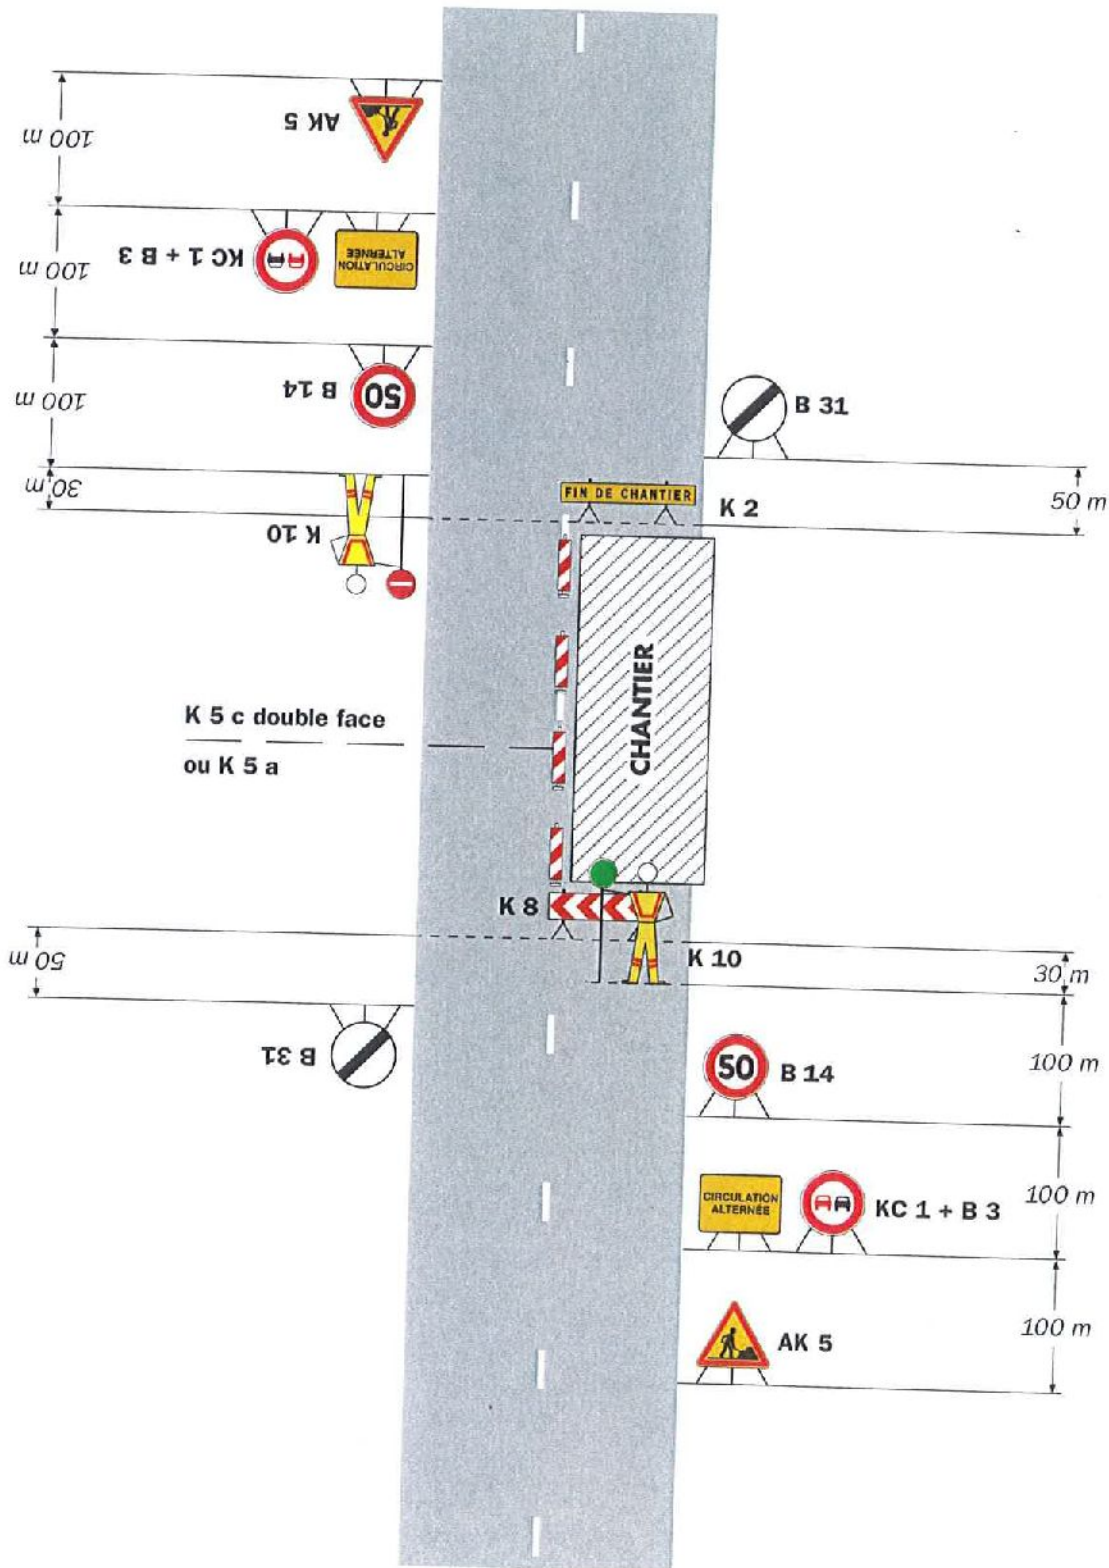 AK 5
100 m
KC 1 + B 3
CIRCULATION
ALTERNÉE
100 m
B 14
50
100 m
B 31
30 m
K 10
FIN DE CHANTIER
K 2
50 m
CHANTIER
K 5 c double face
ou K 5 a
K 8
K 10
50 m
30 m
B 31
50
B 14
100 m
CIRCULATION
ALTERNÉE
KC 1 + B 3
100 m
AK 5
100 m